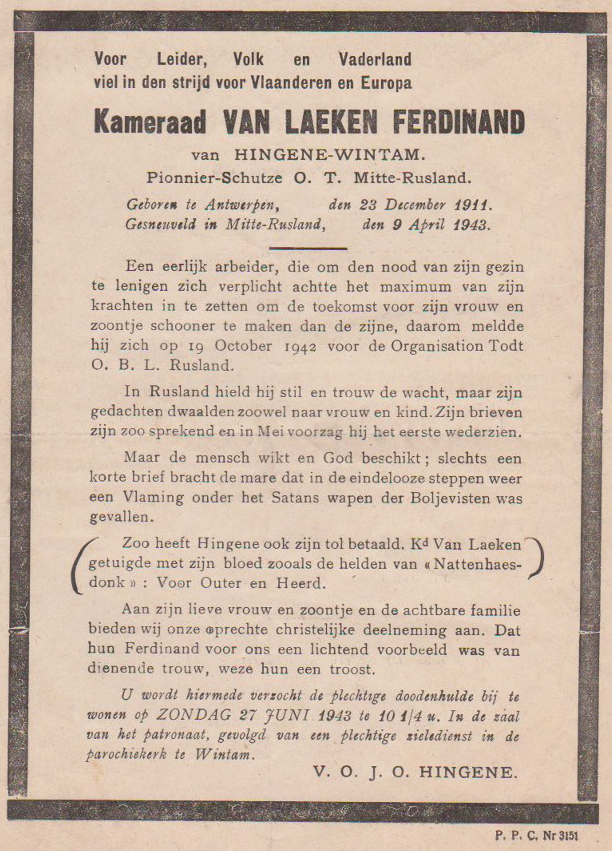 Voor Leider, Volk en Vaderland
viel in den strijd voor Vlaanderen en Europa
Kameraad VAN LAEKEN FERDINAND
van HINGENE-WINTAM.
Pionnier-Schutze O. T. Mitte-Rusland.
Geboren te Antwerpen, den 23 December 1911.
Gesneuveld in Mitte-Rusland, den 9 April 1943.
Een eerlijk arbeider, die om den nood van zijn gezin
te lenigen zich verplicht achtte het maximum van zijn
krachten in te zetten om de toekomst voor zijn vrouw en
zoontje schooner te maken dan de zijne, daarom meldde
hij zich op 19 October 1942 voor de Organisation Todt
O. B. L. Rusland.
In Rusland hield hij stil en trouw de wacht, maar zijn
gedachten dwaalden zoowel naar vrouw en kind. Zijn brieven
zijn zoo sprekend en in Mei voorzag hij het eerste wederzien.
Maar de mensch wikt en God beschikt ; slechts een
korte brief bracht de mare dat in de eindelooze steppen weer
een Vlaming onder het Satans wapen der Boljevisten was
gevallen.
Zoo heeft Hingene ook zijn tol betaald. Kd Van Laeken
getuigde met zijn bloed zooals de helden van « Nattenhaes-
donk » : Voor Outer en Heerd.
Aan zijn lieve vrouw en zoontje en de achtbare familie
bieden wij onze oprechte christelijke deelneming aan. Dat
hun Ferdinand voor ons een lichtend voorbeeld was van
dienende trouw, weze hun een troost.
U wordt hiermede verzocht de plechtige doodenhulde bij te
wonen op ZONDAG 27 JUNI 1943 te 10 1/4 u. In de zaal
van het patronaat, gevolgd van een plechtige zieledienst in de
parochiekerk te Wintam.
V. O. J. O. HINGENE.
P. P. C. Nr 3151